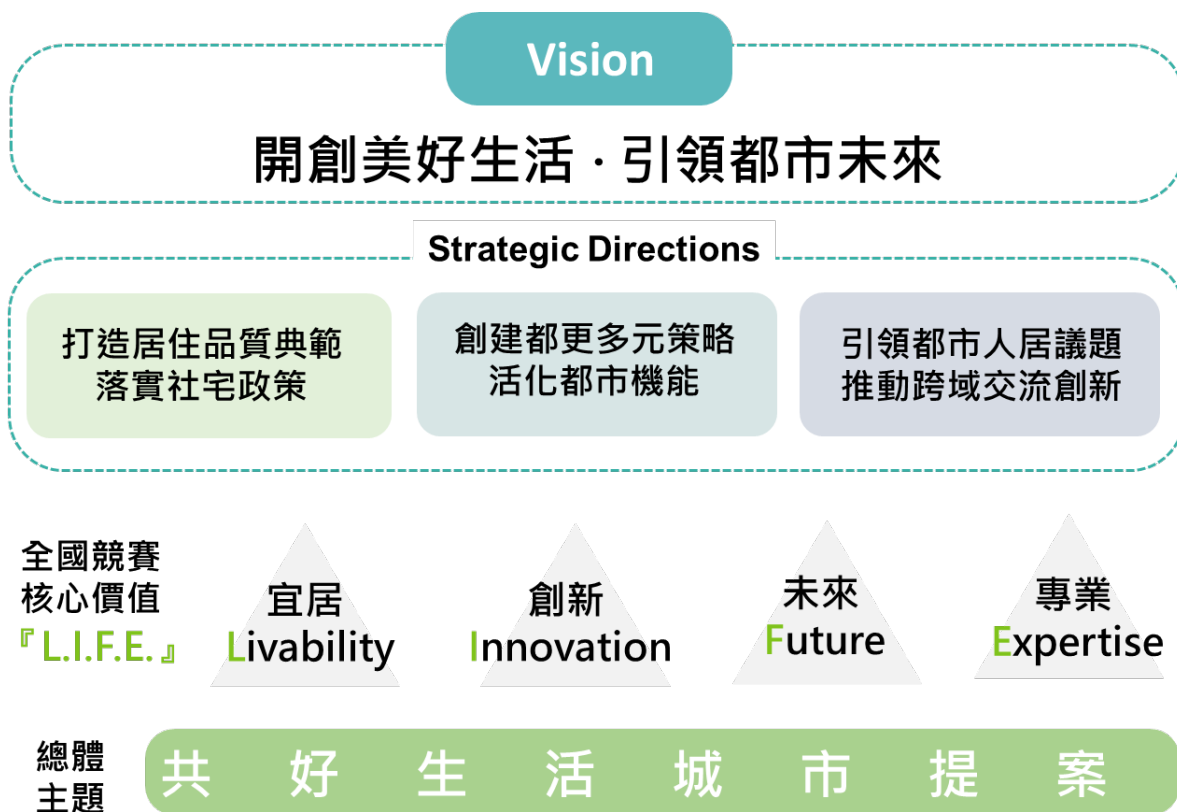 Vision
開創美好生活·引領都市未來
Strategic Directions
打造居住品質典範
落實社宅政策
創建都更多元策略
活化都市機能
引領都市人居議題
推動跨域交流創新
全國競賽
核心價值
『L.I.F.E.』
宜居
Livability
創新
Innovation
未來
Future
專業
Expertise
總體
主題
共好生活城市提案